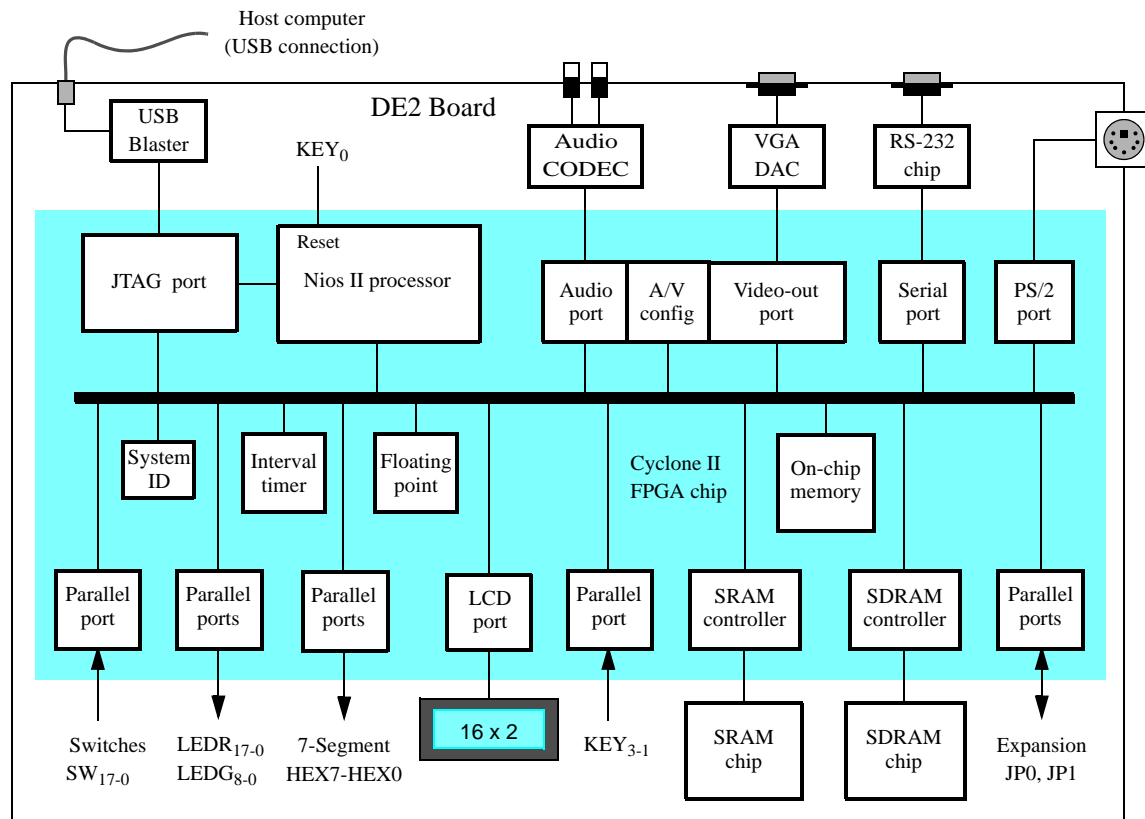 Host computer
(USB connection)
DE2 Board
USB
Blaster
KEY0
Audio
CODEC
VGA
DAC
RS-232
chip
Reset
JTAG port
Nios II processor
Audio
port
A/V
config
Video-out
port
Serial
port
PS/2
port
System
ID
Interval
timer
Floating
point
Cyclone II
FPGA chip
On-chip
memory
Parallel
port
Parallel
ports
Parallel
ports
LCD
port
Parallel
port
SRAM
controller
SDRAM
controller
Parallel
ports
Switches
SW17-0
LEDR17-0
LEDG8-0
7-Segment
HEX7-HEX0
16 x 2
KEY3-1
SRAM
chip
SDRAM
chip
Expansion
JP0, JP1